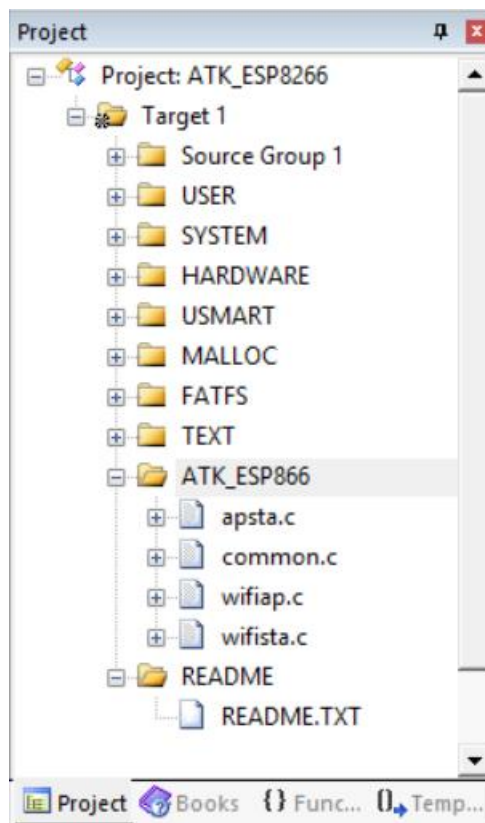 Project
Project: ATK_ESP8266
Target 1
Source Group 1
USER
SYSTEM
HARDWARE
USMART
MALLOC
FATFS
TEXT
ATK_ESP866
apsta.c
common.c
wifiap.c
wifista.c
README
README.TXT
Project Books {} Func... 0 Temp...